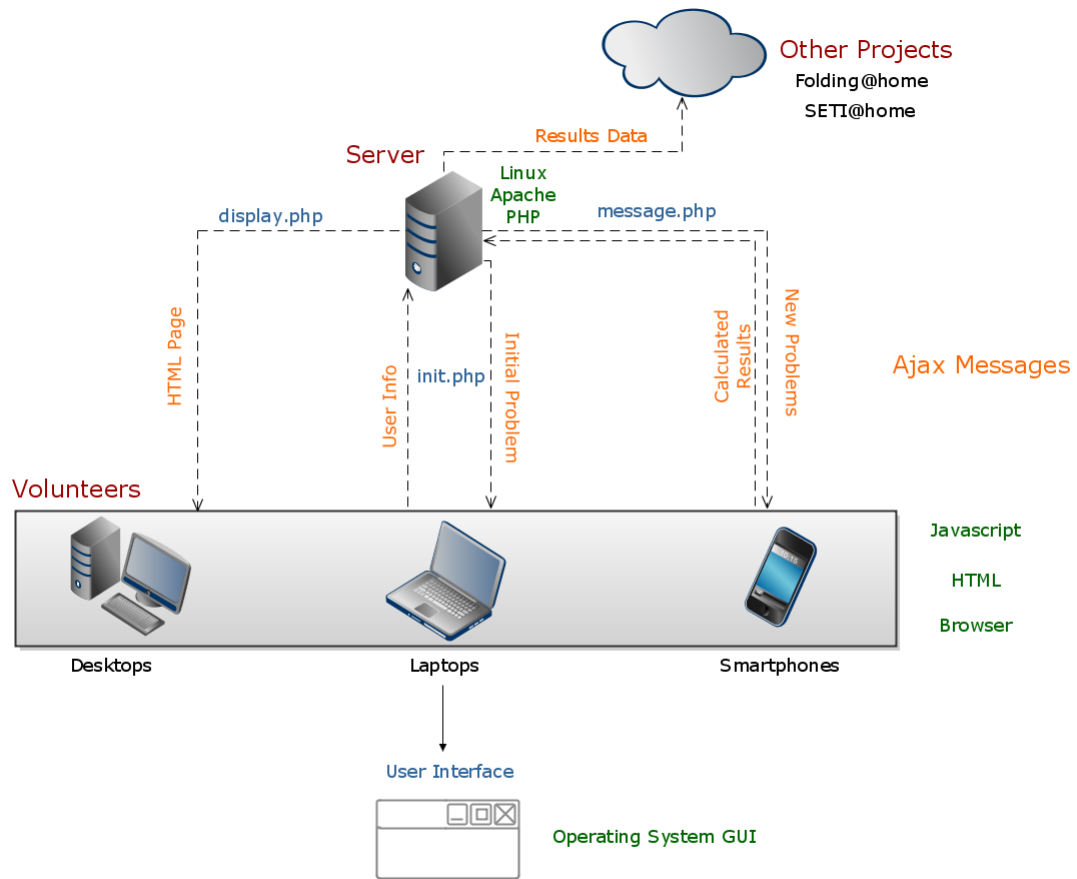 Other Projects
Folding@home
SETI@home
Results Data
Server
Linux
Apache
PHP
display.php
message.php
HTML Page
User Info
init.php
Initial Problem
Calculated
Results
New Problems
Ajax Messages
Volunteers
Javascript
HTML
Browser
Desktops
Laptops
Smartphones
User Interface
Operating System GUI